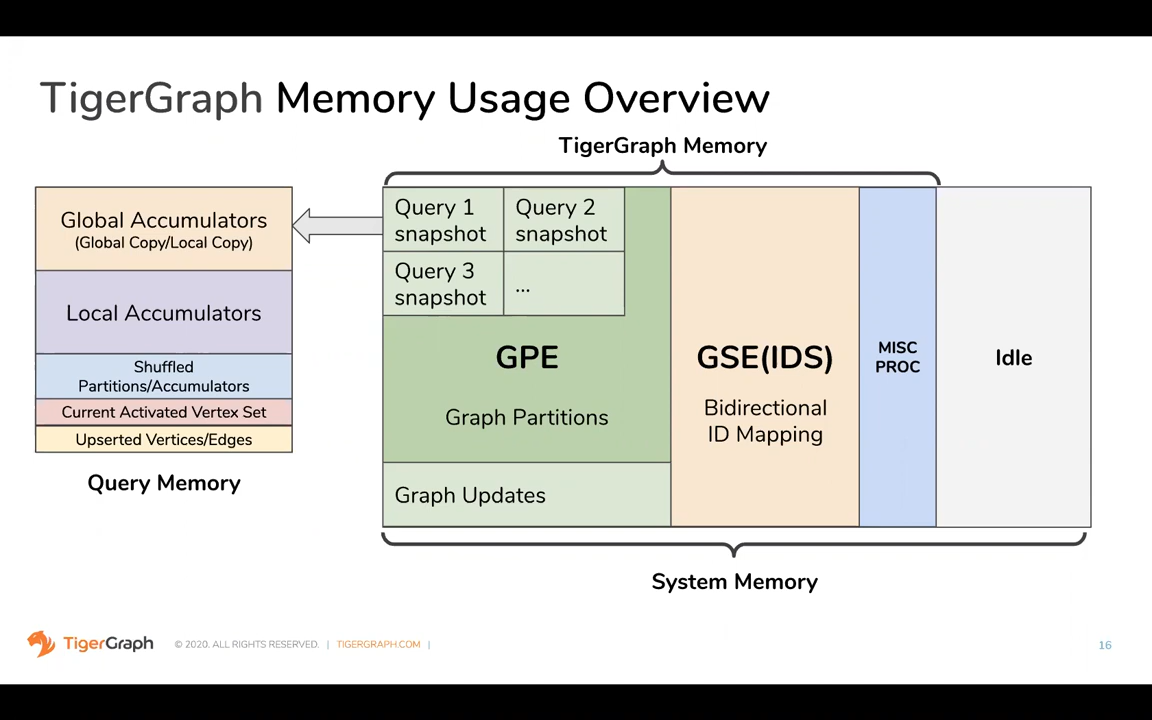 TigerGraph Memory Usage Overview
TigerGraph Memory
Global Accumulators
(Global Copy/Local Copy)
Local Accumulators
Shuffled
Partitions/Accumulators
Current Activated Vertex Set
Upserted Vertices/Edges
Query Memory
Query 1
snapshot
Query 2
snapshot
Query 3
snapshot
...
GPE
Graph Partitions
Graph Updates
GSE(IDS)
Bidirectional
ID Mapping
MISC
PROC
Idle
System Memory
TigerGraph © 2020. ALL RIGHTS RESERVED. | TIGERGRAPH.COM |
16